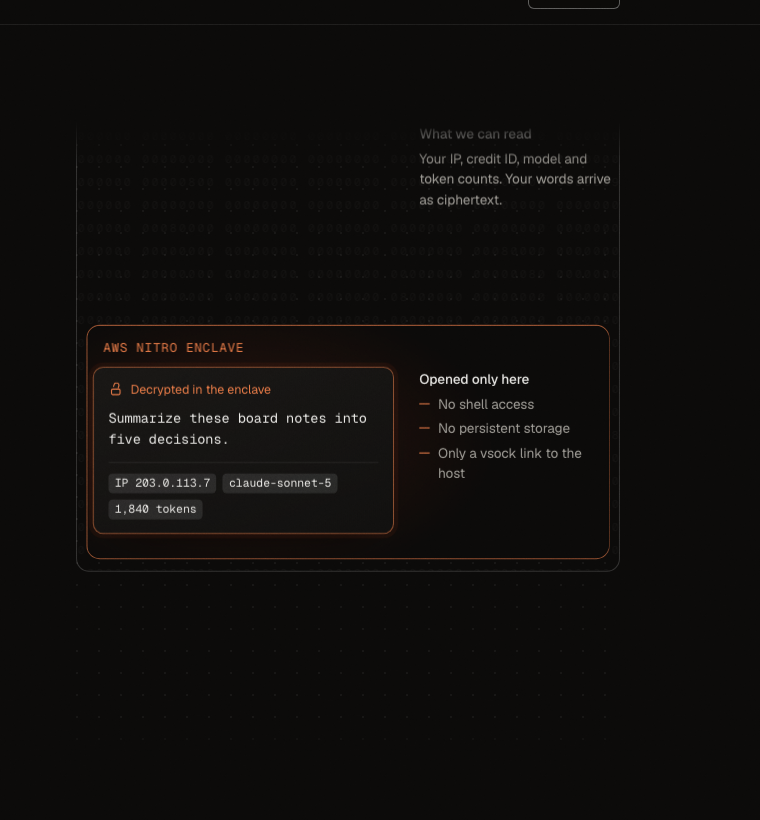 What we can read
Your IP, credit ID, model and
token counts. Your words arrive
as ciphertext.
AWS NITRO ENCLAVE
Decrypted in the enclave
Summarize these board notes into
five decisions.
IP 203.0.113.7
claude-sonnet-5
1,840 tokens
Opened only here
No shell access
No persistent storage
Only a vsock link to the
host